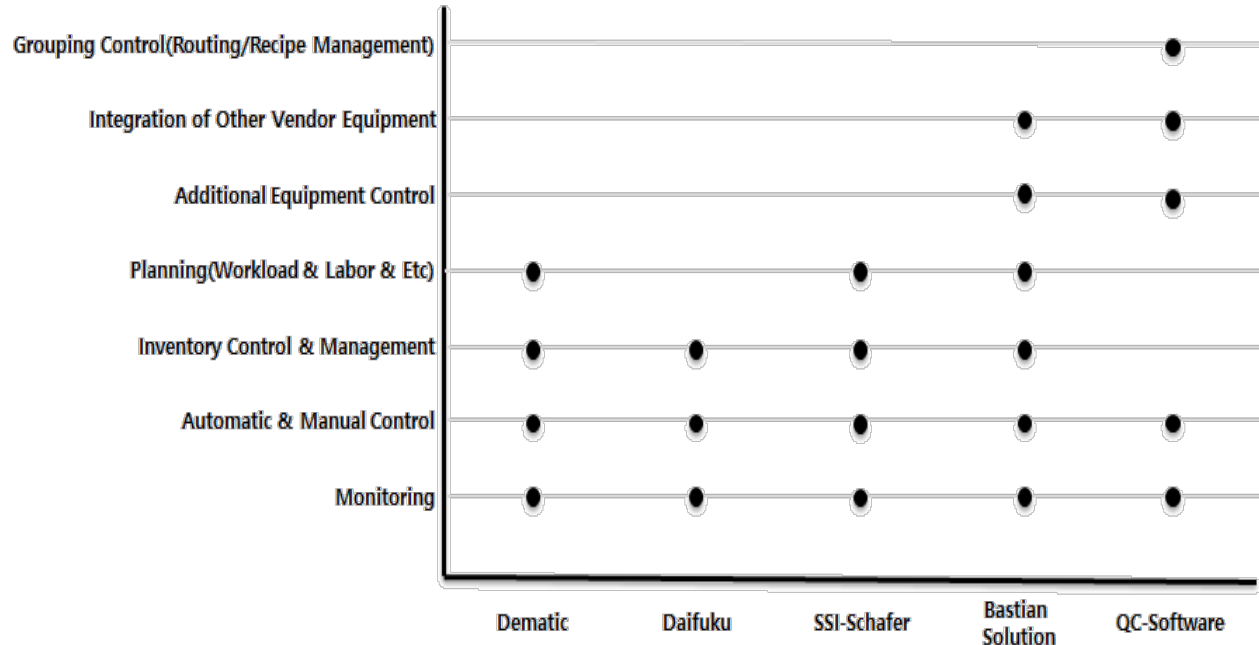 Grouping Control(Routing/Recipe Management)
Integration of Other Vendor Equipment
Additional Equipment Control
Planning(Workload & Labor & Etc)
Inventory Control & Management
Automatic & Manual Control
Monitoring
Dematic
Daifuku
SSI-Schafer
Bastian
Solution
QC-Software